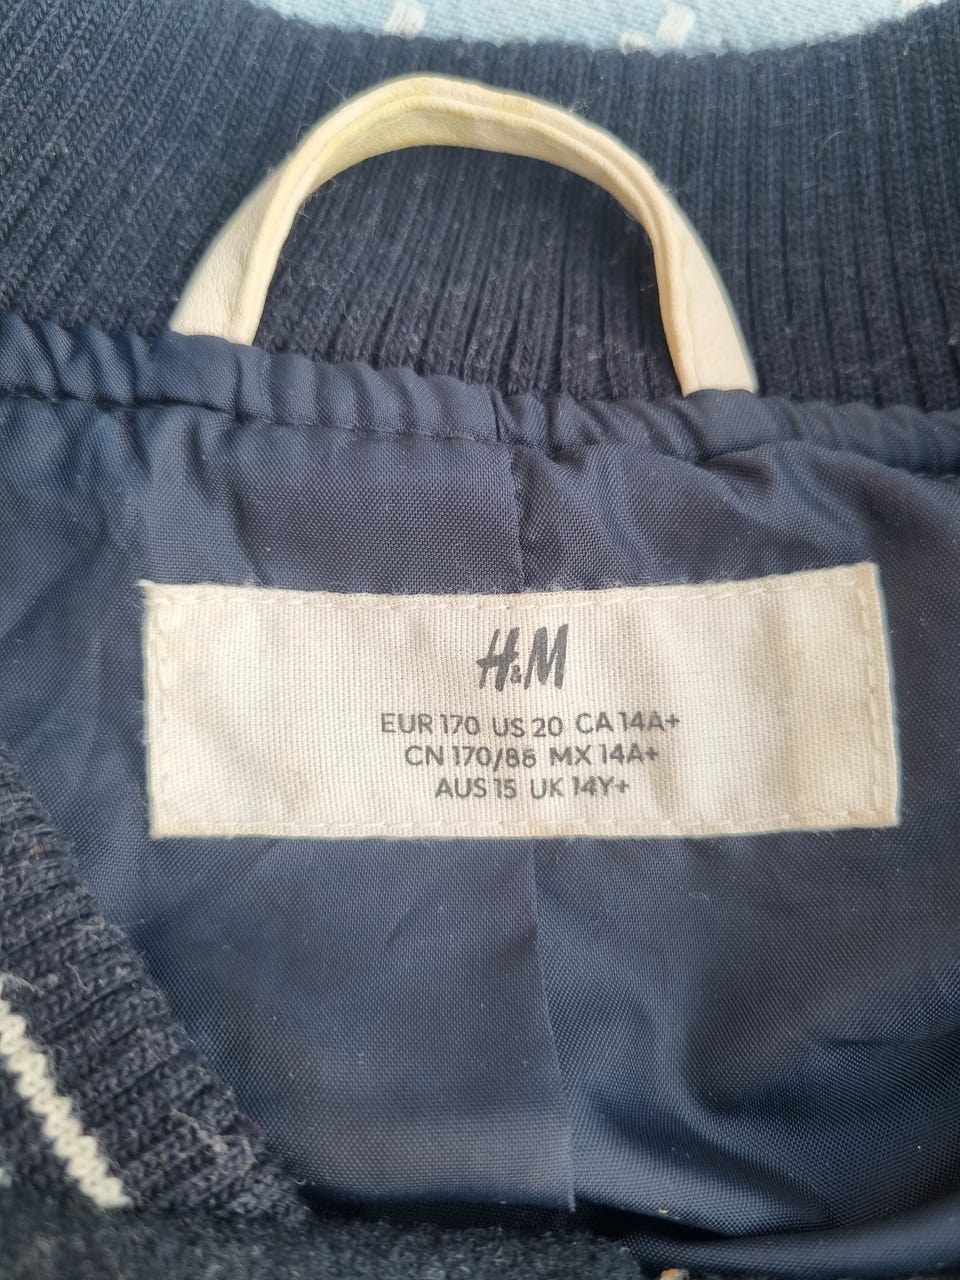 H&M
EUR 170 US 20 CA 14A+
CN 170/88 MX 14A+
AUS 15 UK 14Y+